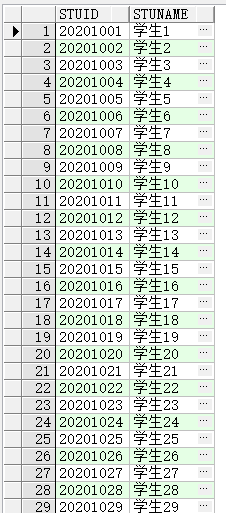 STUID STUNAME
1 20201001 学生1 ...
2 20201002 学生2 ...
3 20201003 学生3 ...
4 20201004 学生4 ...
5 20201005 学生5 ...
6 20201006 学生6 ...
7 20201007 学生7 ...
8 20201008 学生8 ...
9 20201009 学生9 ...
10 20201010 学生10 ...
11 20201011 学生11 ...
12 20201012 学生12 ...
13 20201013 学生13 ...
14 20201014 学生14 ...
15 20201015 学生15 ...
16 20201016 学生16 ...
17 20201017 学生17 ...
18 20201018 学生18 ...
19 20201019 学生19 ...
20 20201020 学生20 ...
21 20201021 学生21 ...
22 20201022 学生22 ...
23 20201023 学生23 ...
24 20201024 学生24 ...
25 20201025 学生25 ...
26 20201026 学生26 ...
27 20201027 学生27 ...
28 20201028 学生28 ...
29 20201029 学生29 ...